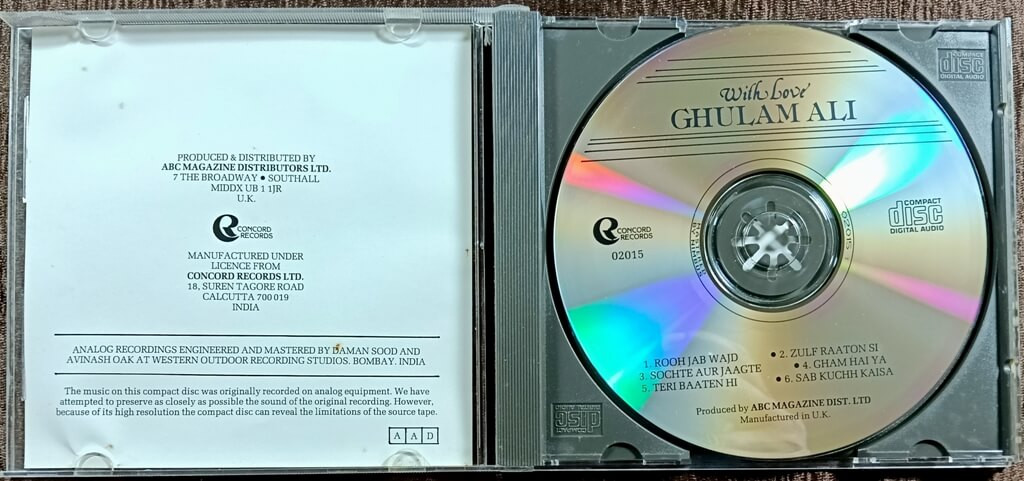 PRODUCED & DISTRIBUTED BY
ABC MAGAZINE DISTRIBUTORS LTD.
7 THE BROADWAY • SOUTHALL
MIDDX UB 1 1JR
U.K.
CONCORD
RECORDS
MANUFACTURED UNDER
LICENCE FROM
CONCORD RECORDS LTD.
18, SUREN TAGORE ROAD
CALCUTTA 700 019
INDIA
ANALOG RECORDINGS ENGINEERED AND MASTERED BY DAMAN SOOD AND
AVINASH OAK AT WESTERN OUTDOOR RECORDING STUDIOS. BOMBAY. INDIA
The music on this compact disc was originally recorded on analog equipment. We have
attempted to preserve as closely as possible the sound of the original recording. However,
because of its high resolution the compact disc can reveal the limitations of the source tape.
A A D
With Love
GHULAM ALI
CONCORD
RECORDS
02015
COMPACT
disc
DIGITAL AUDIO
02015
1. ROOH JAB WAJD • 2. ZULF RAATON SI
3. SOCHTE AUR JAAGTE • 4. GHAM HAI YA
5. TERI BAATEN HI • 6. SAB KUCHH KAISA
Produced by ABC MAGAZINE DIST. LTD
Manufactured in U.K.
COMPACT
disc
DIGITAL AUDIO
COMPACT
disc
DIGITAL AUDIO